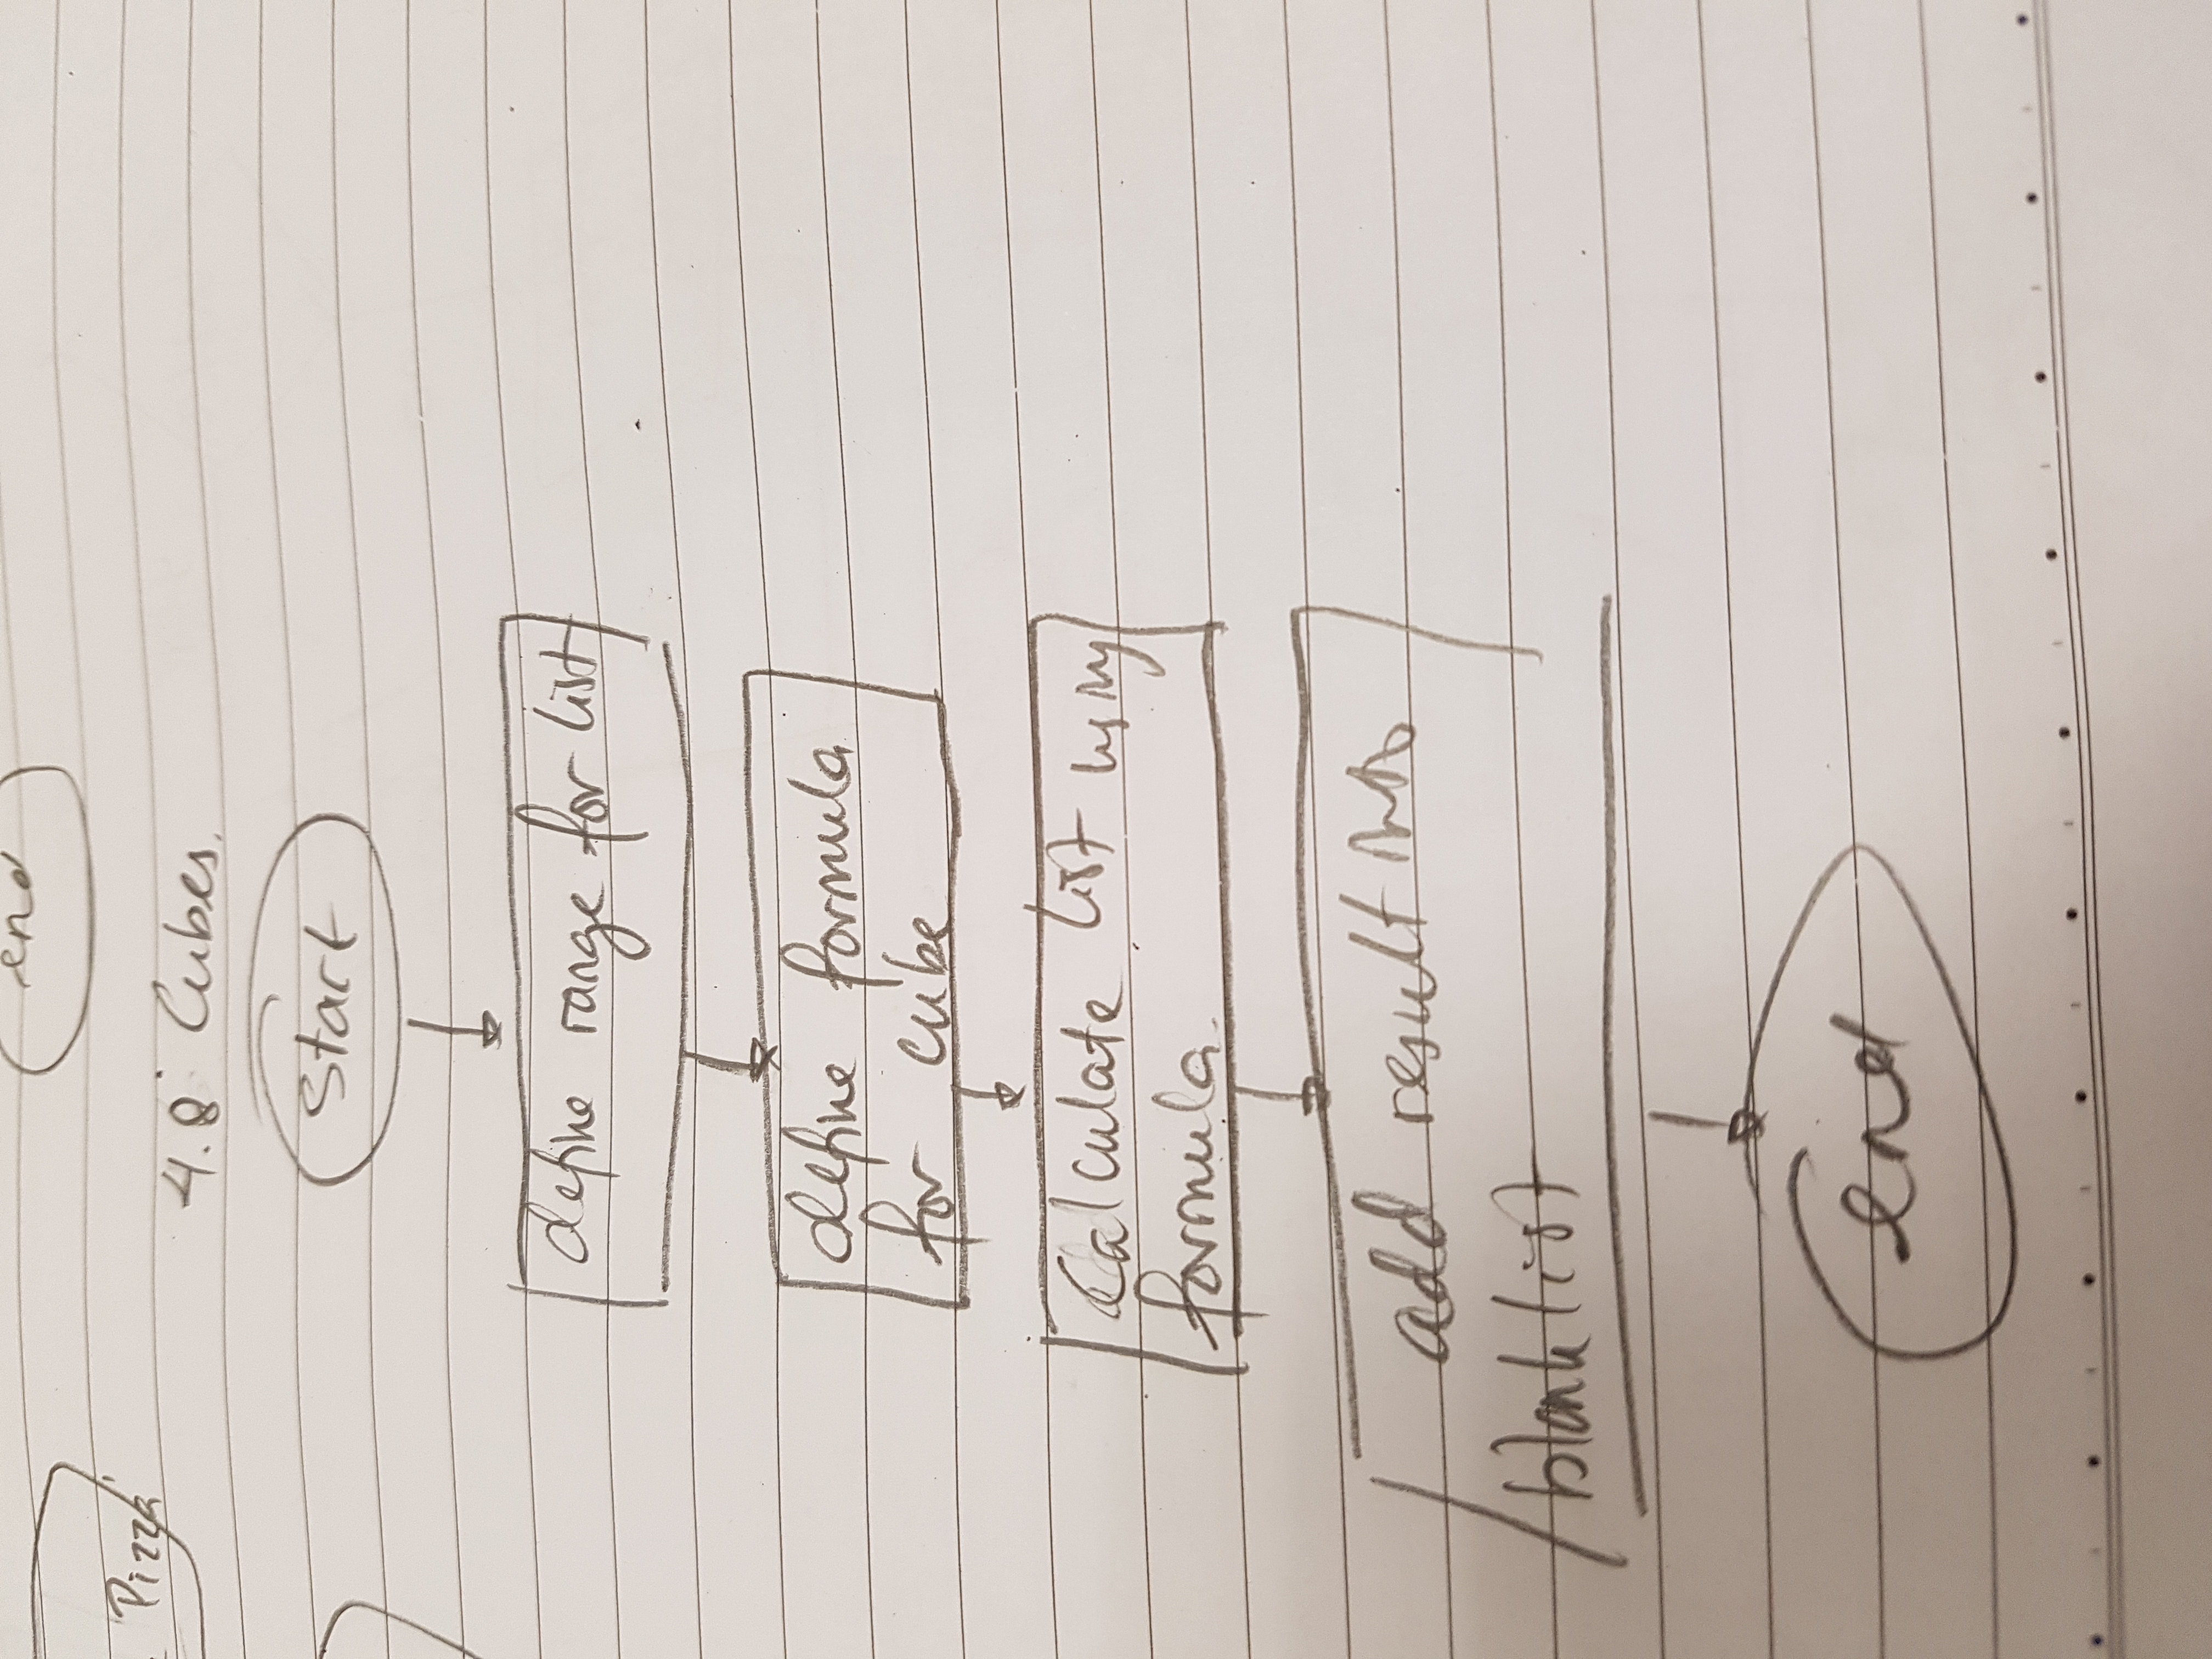 end
'Pizza'
4.8 Cubes.
Start
define range for list
define formula
for cube
Calculate list using
formula.
add result into
blank list
end